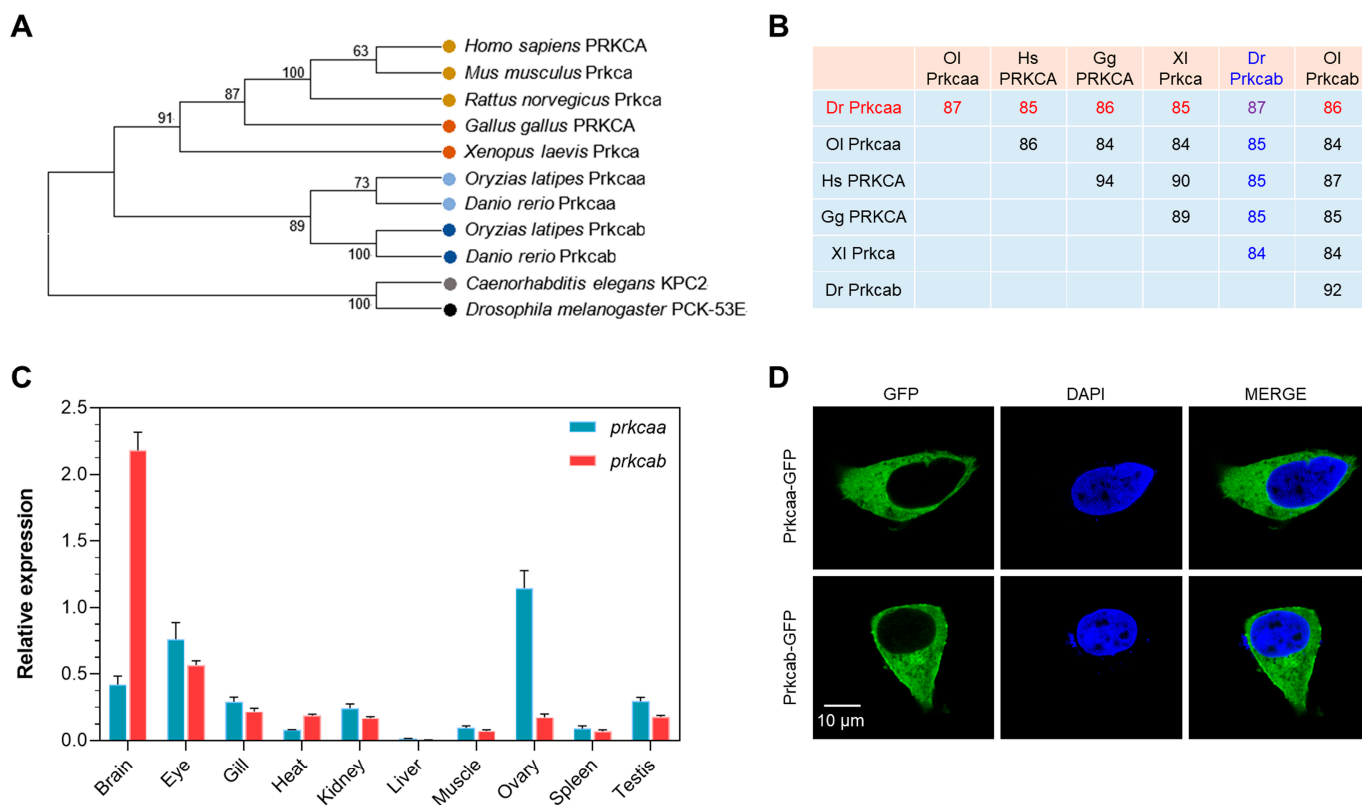 A
63
Homo sapiens PRKCA
Mus musculus Prkca
100
Rattus norvegicus Prkca
87
Gallus gallus PRKCA
91
Xenopus laevis Prkca
73
Oryzias latipes Prkcaa
Danio rerio Prkcaa
89
Oryzias latipes Prkcab
100
Danio rerio Prkcab
Caenorhabditis elegans KPC2
100
Drosophila melanogaster PCK-53E
B
Ol Prkcaa Hs PRKCA Gg PRKCA Xl Prkca Dr Prkcab Ol Prkcab
Dr Prkcaa 87 85 86 85 87 86
Ol Prkcaa 86 84 84 85 84
Hs PRKCA 94 90 85 87
Gg PRKCA 89 85 85
Xl Prkca 84 84
Dr Prkcab 92
C
Relative expression
2.5
2.0
1.5
1.0
0.5
0.0
prkcaa
prkcab
Brain Eye Gill Heat Kidney Liver Muscle Ovary Spleen Testis
D
GFP DAPI MERGE
Prkcaa-GFP
Prkcab-GFP
10 μm